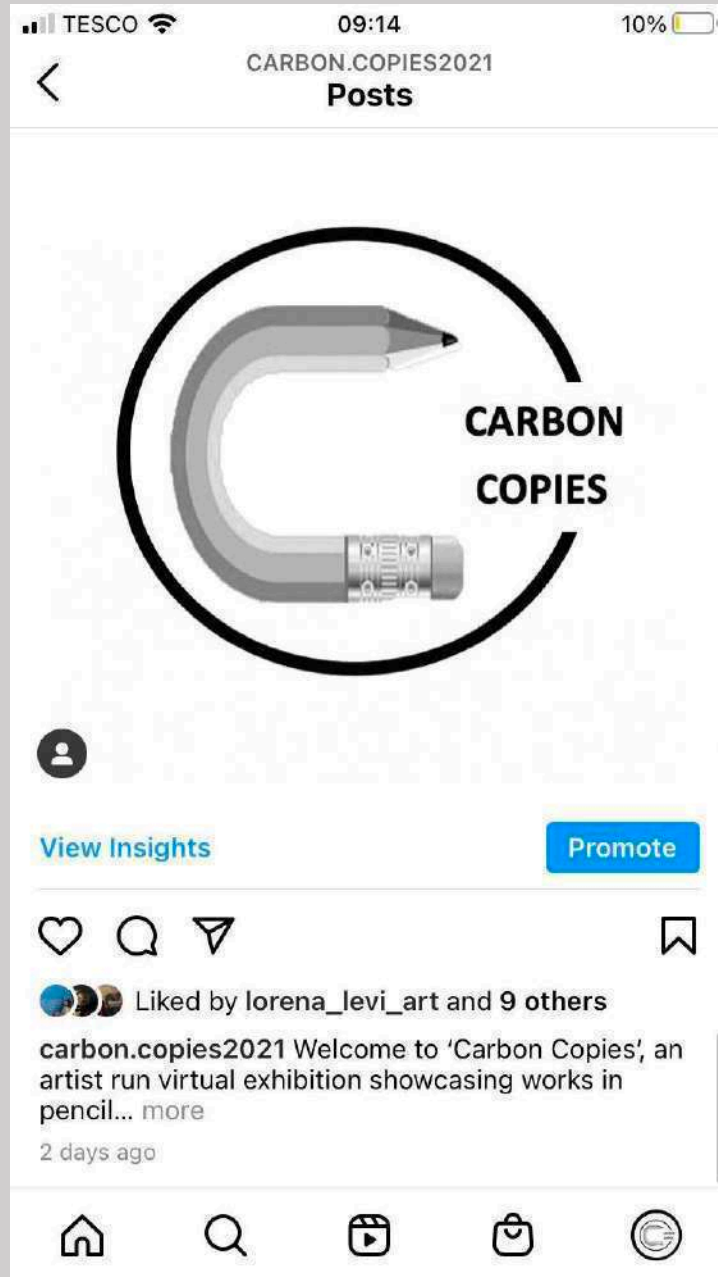 TESCO 09:14 10%
CARBON.COPIES2021
Posts
CARBON
COPIES
View Insights Promote
Liked by lorena_levi_art and 9 others
carbon.copies2021 Welcome to ‘Carbon Copies’, an
artist run virtual exhibition showcasing works in
pencil... more
2 days ago